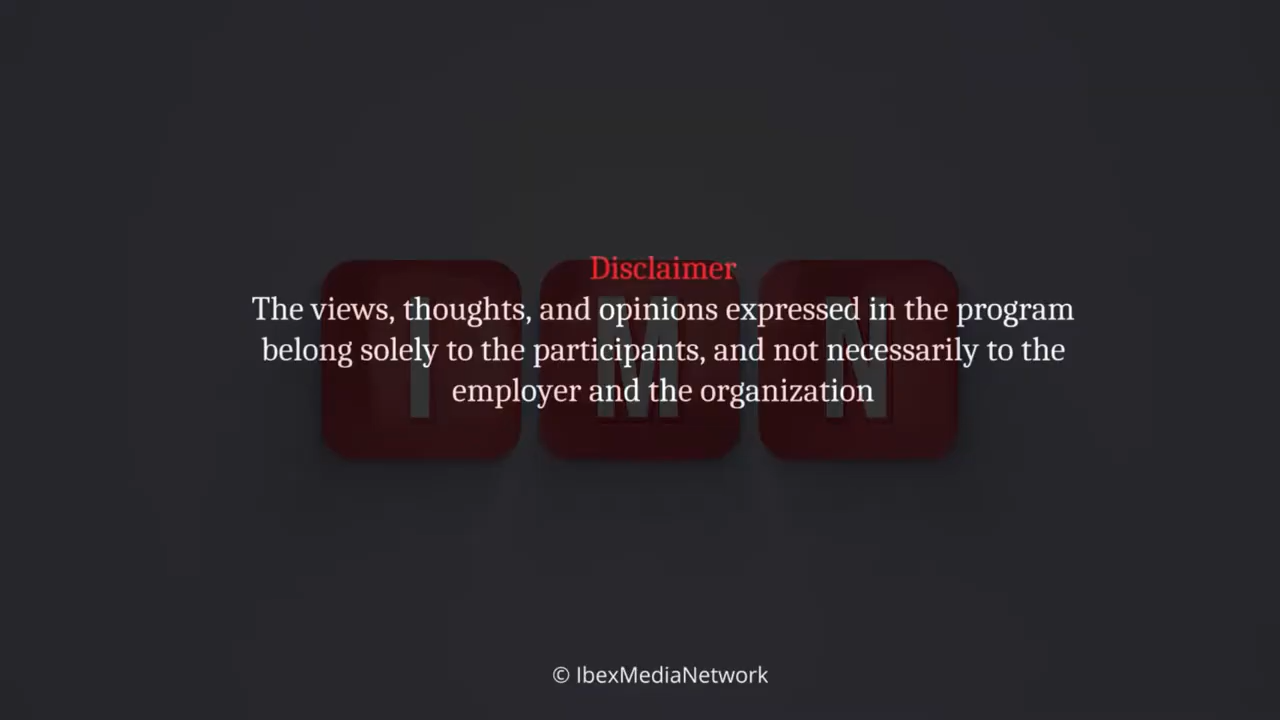 Disclaimer
The views, thoughts, and opinions expressed in the program
belong solely to the participants, and not necessarily to the
employer and the organization
I M N
© IbexMediaNetwork